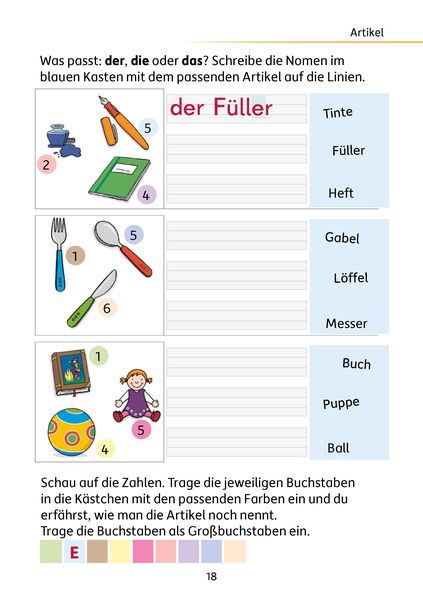 Artikel
Was passt: der, die oder das? Schreibe die Nomen im
blauen Kasten mit dem passenden Artikel auf die Linien.
5
2
4
der Füller
Tinte
Füller
Heft
5
1
6
Gabel
Löffel
Messer
1
5
4
Buch
Puppe
Ball
Schau auf die Zahlen. Trage die jeweiligen Buchstaben
in die Kästchen mit den passenden Farben ein und du
erfährst, wie man die Artikel noch nennt.
Trage die Buchstaben als Großbuchstaben ein.
E
18